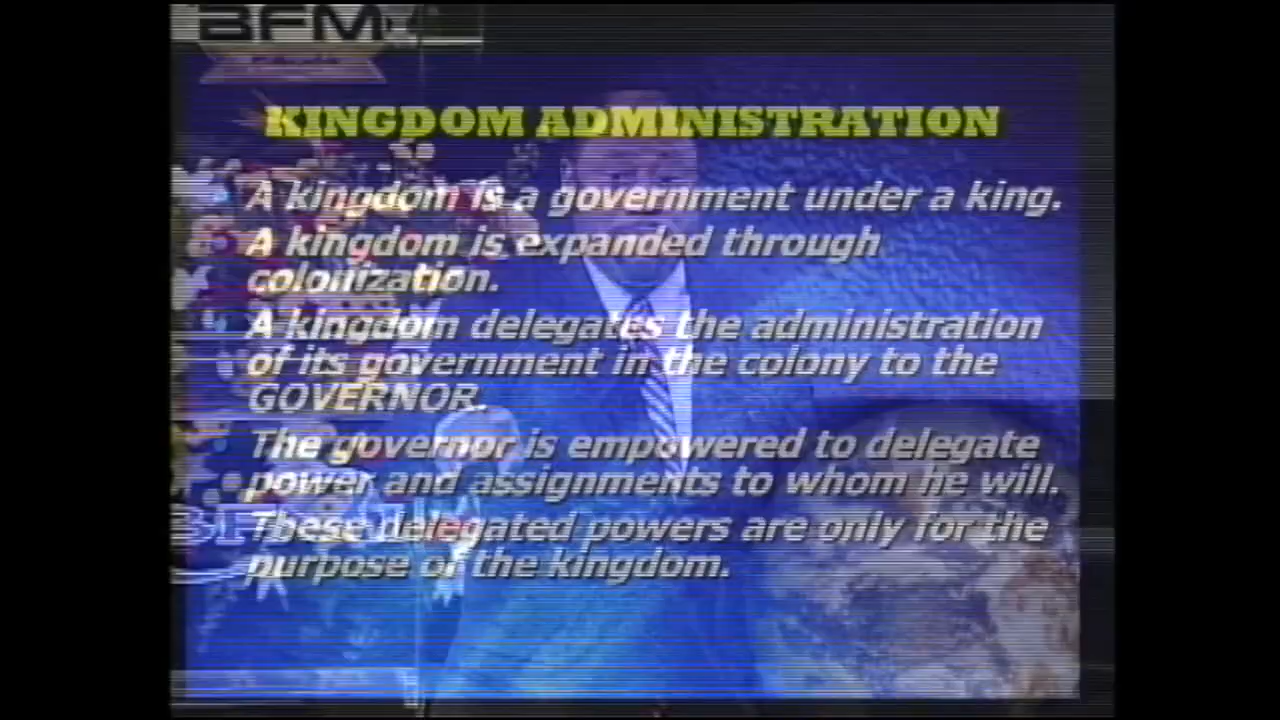 BFM
KINGDOM ADMINISTRATION
A kingdom is a government under a king.
A kingdom is expanded through
colonization.
A kingdom delegates the administration
of its government in the colony to the
GOVERNOR.
The governor is empowered to delegate
power and assignments to whom he will.
BFM
These delegated powers are only for the
purpose of the kingdom.